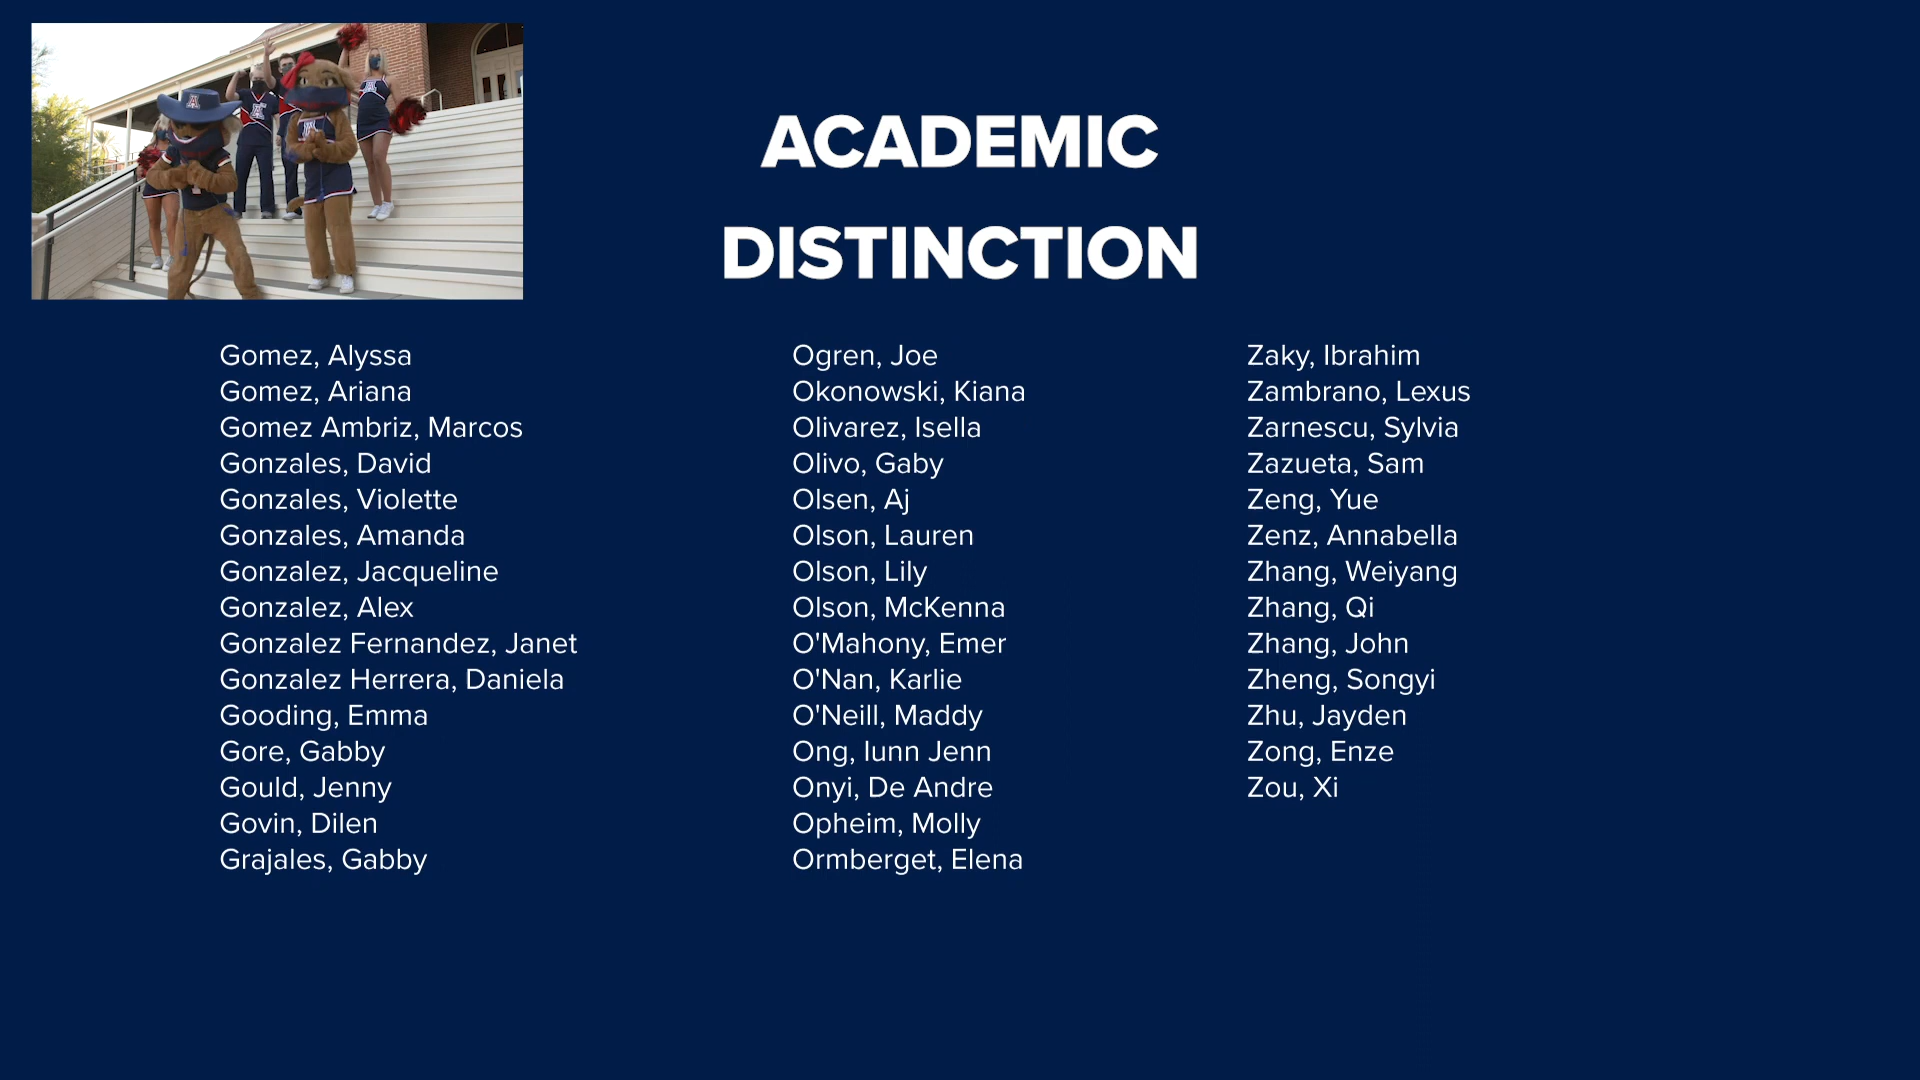 ACADEMIC
DISTINCTION
Gomez, Alyssa
Gomez, Ariana
Gomez Ambriz, Marcos
Gonzales, David
Gonzales, Violette
Gonzales, Amanda
Gonzalez, Jacqueline
Gonzalez, Alex
Gonzalez Fernandez, Janet
Gonzalez Herrera, Daniela
Gooding, Emma
Gore, Gabby
Gould, Jenny
Govin, Dilen
Grajales, Gabby
Ogren, Joe
Okonowski, Kiana
Olivarez, Isella
Olivo, Gaby
Olsen, Aj
Olson, Lauren
Olson, Lily
Olson, McKenna
O'Mahony, Emer
O'Nan, Karlie
O'Neill, Maddy
Ong, Iunn Jenn
Onyi, De Andre
Opheim, Molly
Ormberget, Elena
Zaky, Ibrahim
Zambrano, Lexus
Zarnescu, Sylvia
Zazueta, Sam
Zeng, Yue
Zenz, Annabella
Zhang, Weiyang
Zhang, Qi
Zhang, John
Zheng, Songyi
Zhu, Jayden
Zong, Enze
Zou, Xi